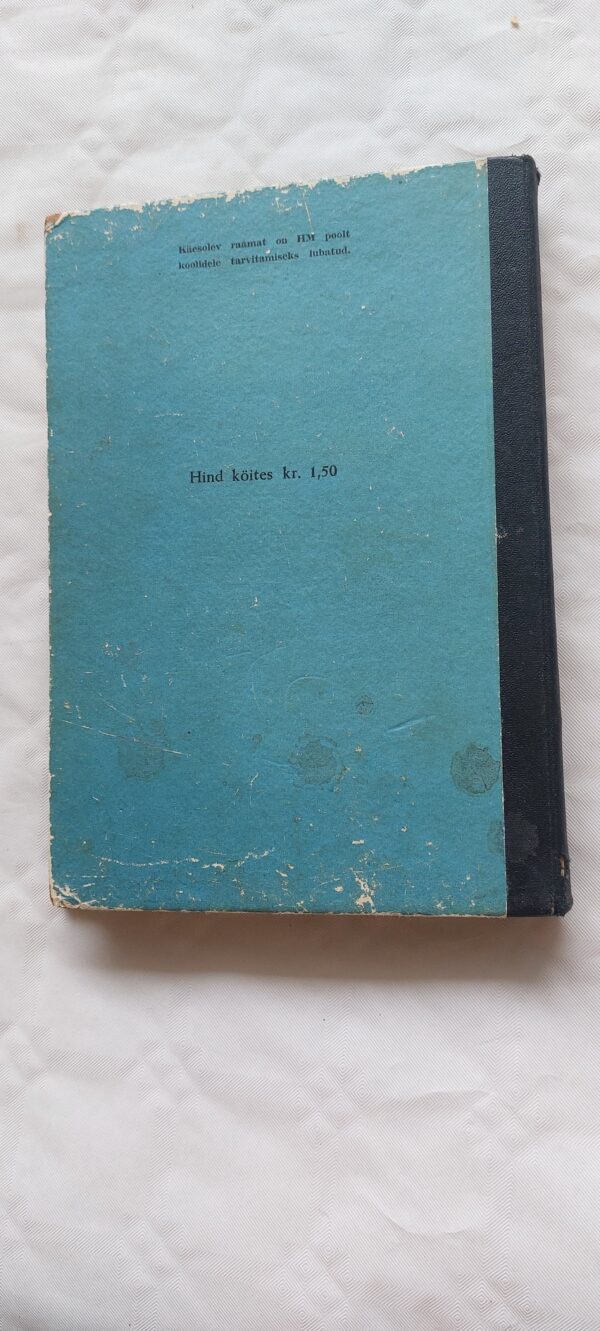 Käesolev raamat on HM poolt
koolidele tarvitamiseks lubatud.
Hind köites kr. 1,50